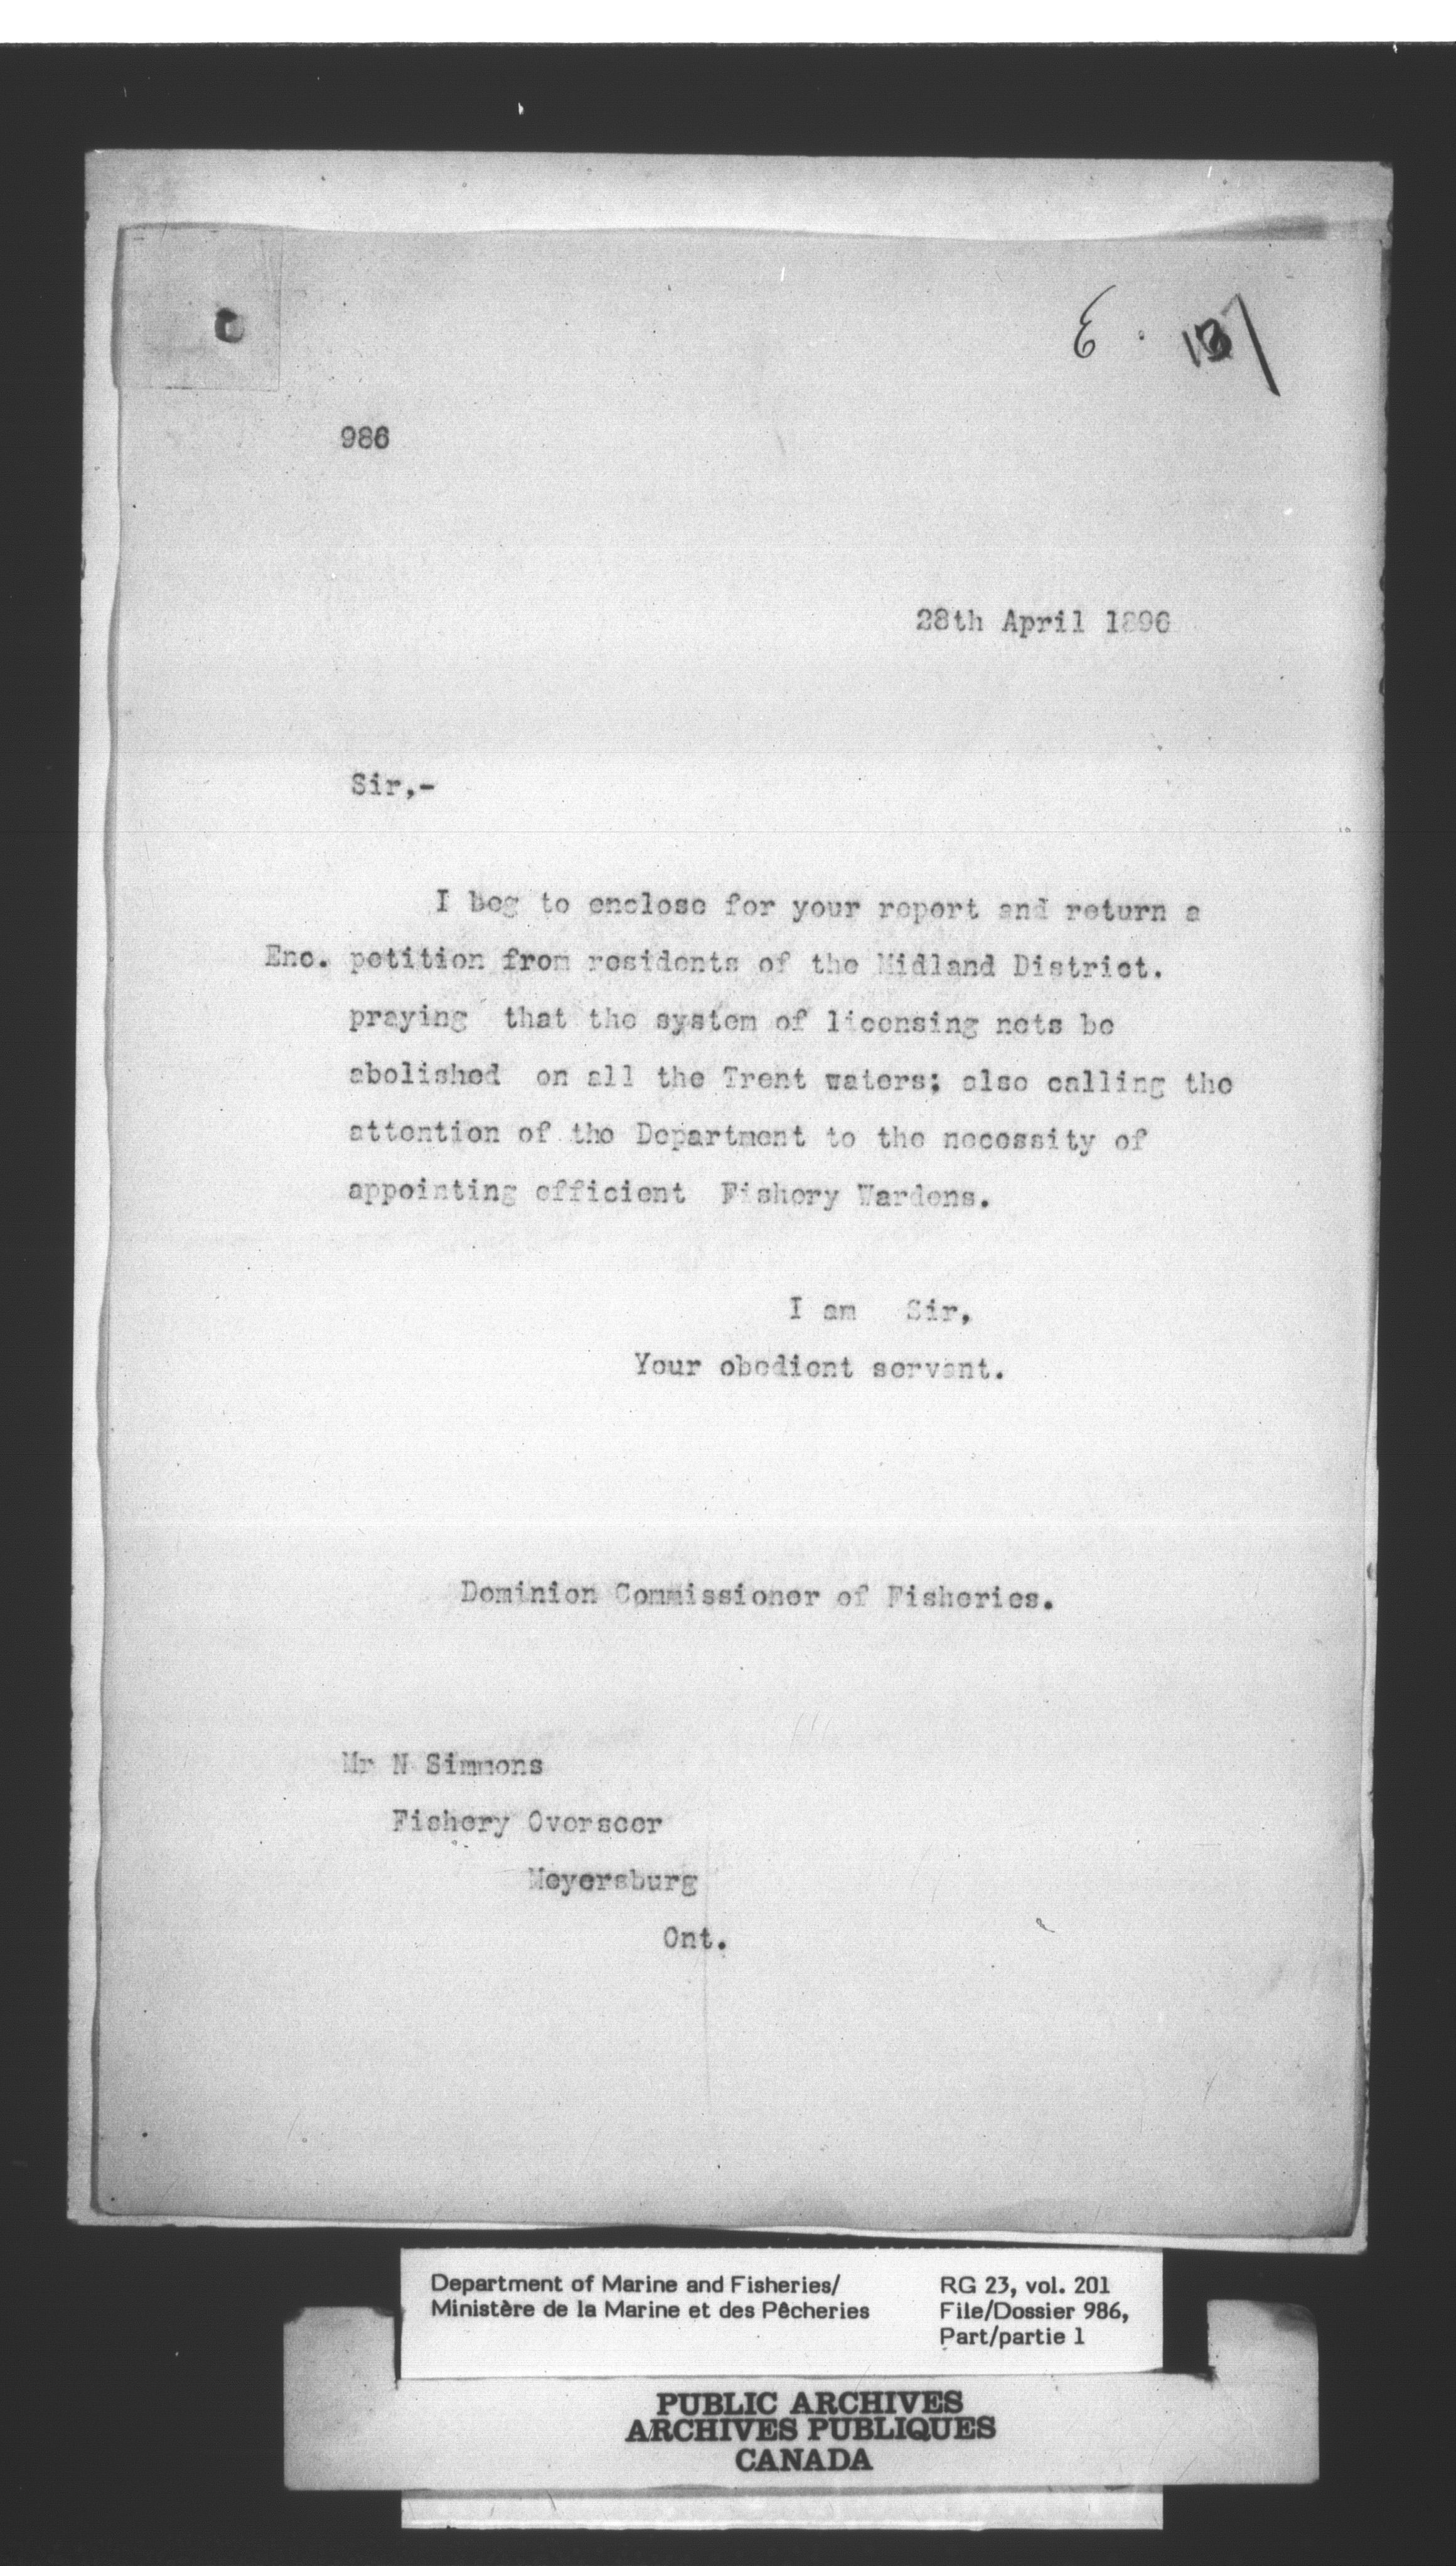 986
28th April 1896
Sir,-
I beg to enclose for your report and return a
Enc. petition from residents of the Midland District.
praying that the system of licensing nets be
abolished on all the Trent waters; also calling the
attention of the Department to the necessity of
appointing efficient Fishery Wardens.
I am Sir,
Your obedient servant.
Dominion Commissioner of Fisheries.
Mr N Simmons
Fishery Overseer
Meyersburg
Ont.
Department of Marine and Fisheries/
Ministère de la Marine et des Pêcheries
RG 23, vol. 201
File/Dossier 986,
Part/partie 1
PUBLIC ARCHIVES
ARCHIVES PUBLIQUES
CANADA